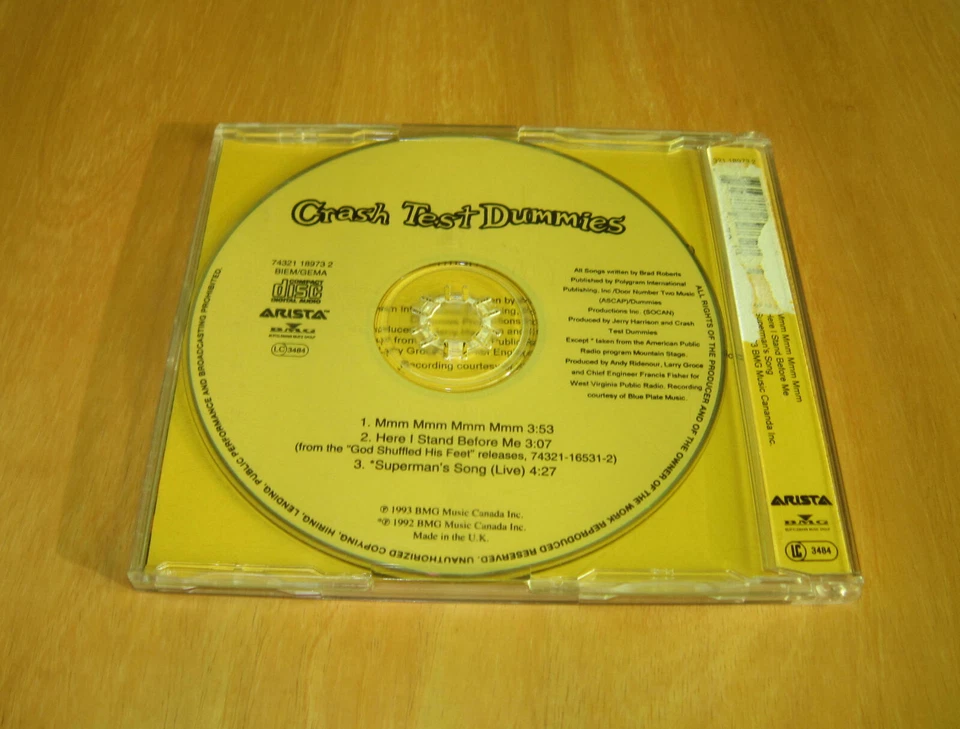 Crash Test Dummies
74321 18973 2
BIEM/GEMA
COMPACT
disc
DIGITAL AUDIO
ARISTA
BMG
LC 3484
All Songs written by Brad Roberts
Published by Polygram International
Publishing, Inc./Door Number Two Music
(ASCAP)/Dummies
Productions Inc. (SOCAN)
Produced by Jerry Harrison and Crash
Test Dummies
Except * taken from the American Public
Radio program Mountain Stage.
Produced by Andy Ridenour, Larry Groce
and Chief Engineer Francis Fisher for
West Virginia Public Radio. Recording
courtesy of Blue Plate Music.
1. Mmm Mmm Mmm Mmm 3:53
2. Here I Stand Before Me 3:07
(from the "God Shuffled His Feet" releases, 74321-16531-2)
3. *Superman's Song (Live) 4:27
℗ 1993 BMG Music Canada Inc.
*℗ 1992 BMG Music Canada Inc.
Made in the U.K.
ALL RIGHTS OF THE PRODUCER AND OF THE OWNER OF THE WORK REPRODUCED RESERVED. UNAUTHORIZED COPYING, HIRING, LENDING, PUBLIC PERFORMANCE AND BROADCASTING PROHIBITED.
Mmm Mmm Mmm Mmm
Here I Stand Before Me
Superman's Song
BMG Music Cananda Inc.
ARISTA
BMG
LC 3484